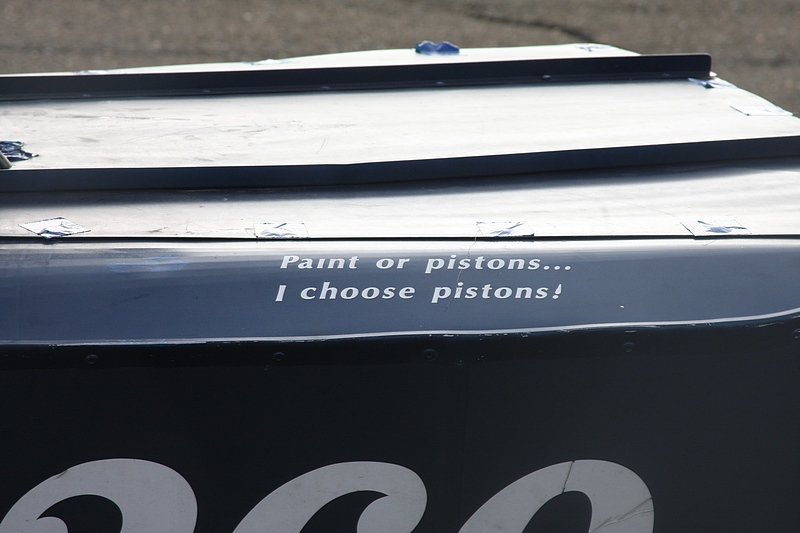 Paint or pistons...
I choose pistons!